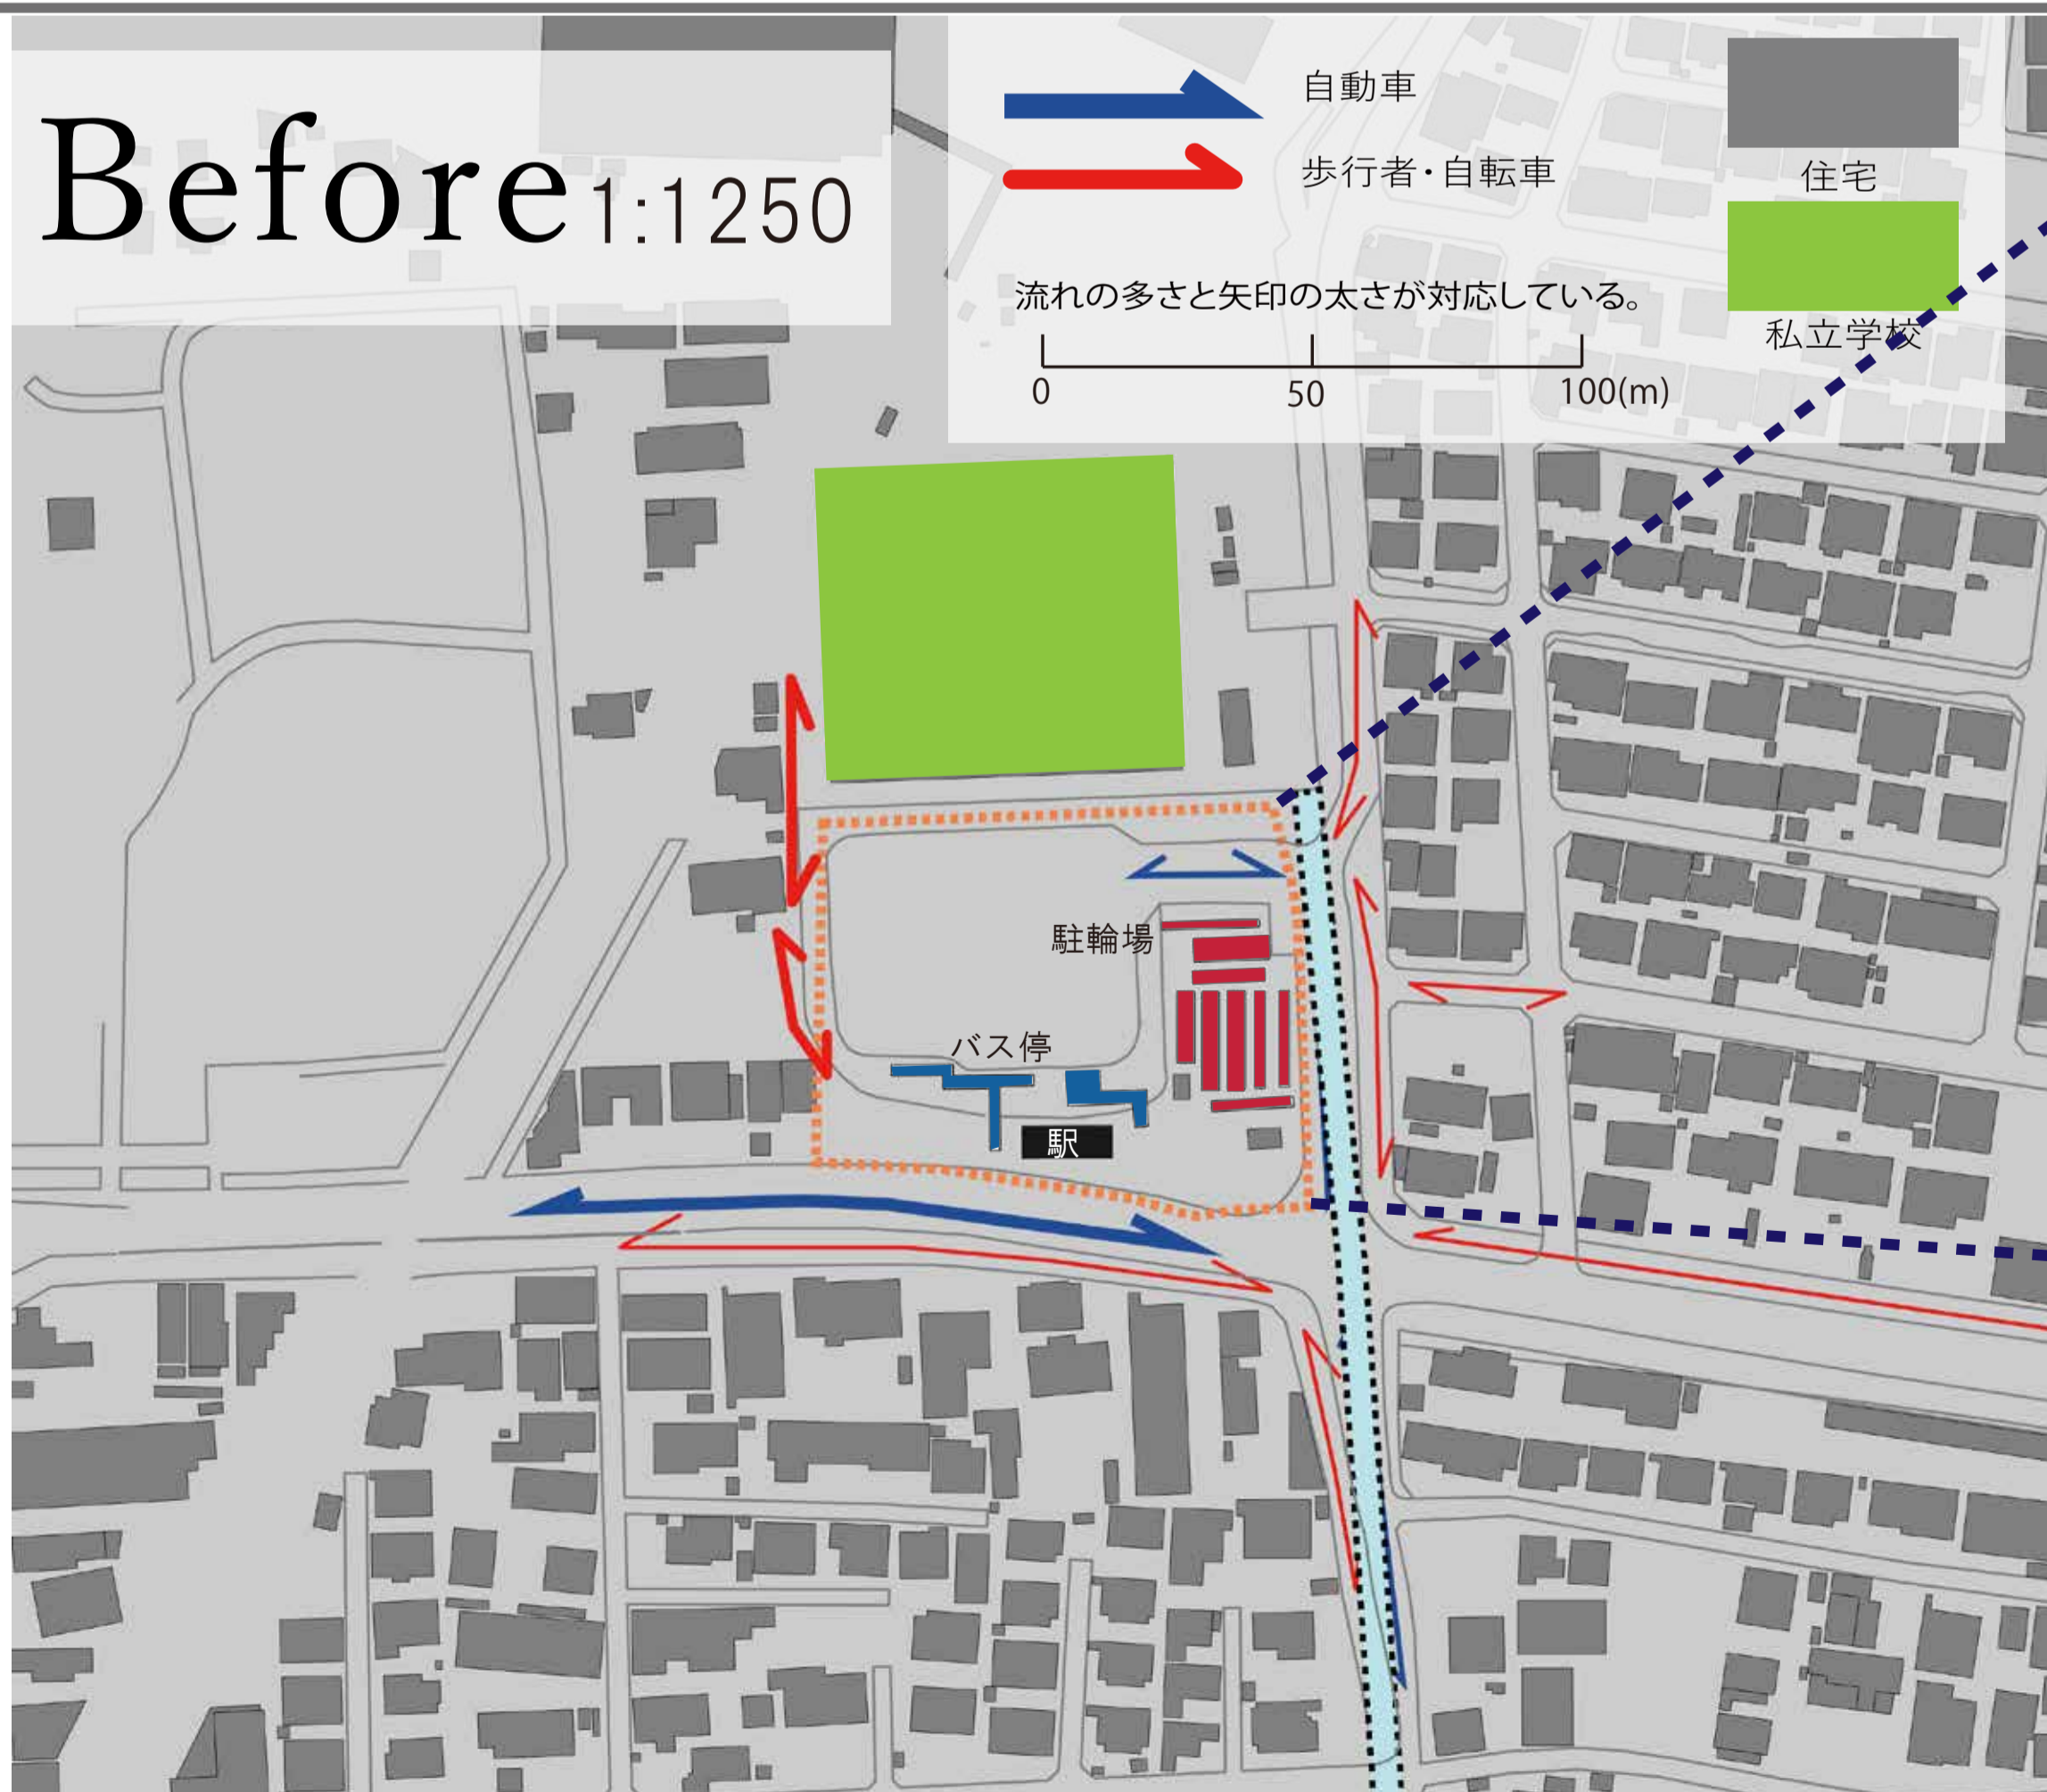 Before 1:1250
自動車
歩行者・自転車
住宅
流れの多さと矢印の太さが対応している。
私立学校
0 50 100(m)
駐輪場
バス停
駅